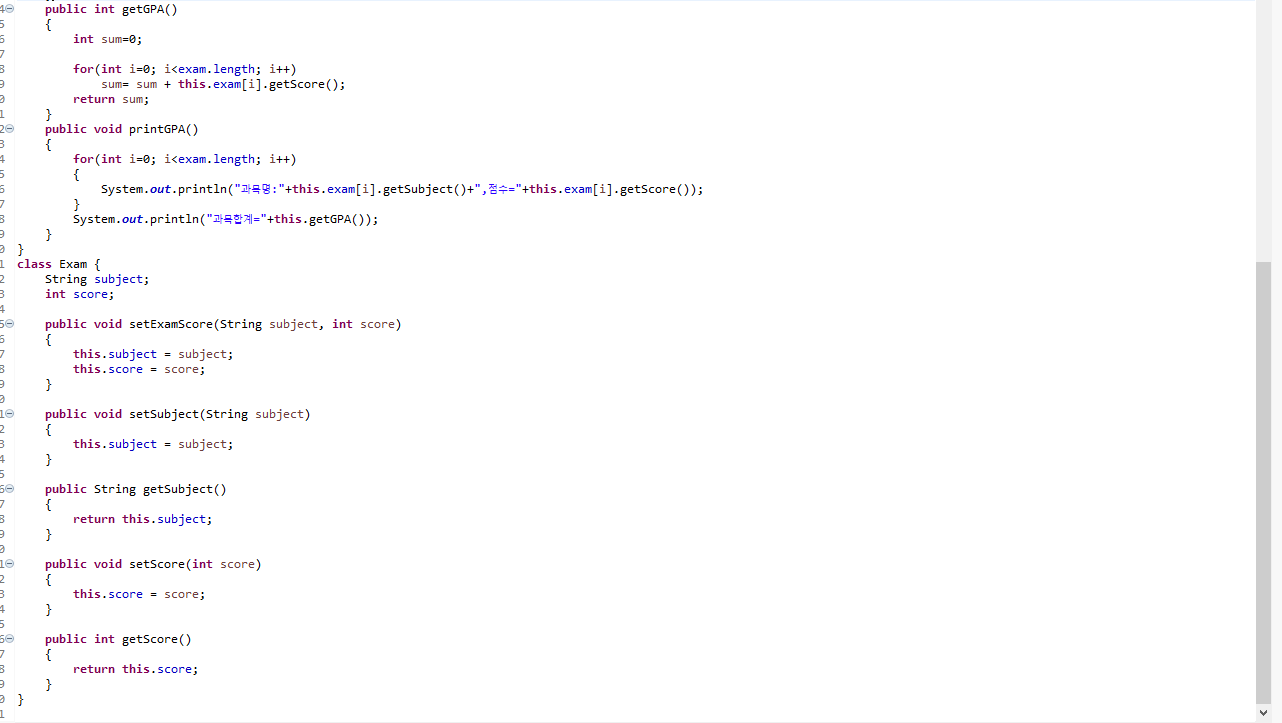 public int getGPA()
{
int sum=0;
for(int i=0; i<exam.length; i++)
sum= sum + this.exam[i].getScore();
return sum;
}
public void printGPA()
{
for(int i=0; i<exam.length; i++)
{
System.out.println("과목명:"+this.exam[i].getSubject()+",점수="+this.exam[i].getScore());
}
System.out.println("과목합계="+this.getGPA());
}
}
class Exam {
String subject;
int score;
public void setExamScore(String subject, int score)
{
this.subject = subject;
this.score = score;
}
public void setSubject(String subject)
{
this.subject = subject;
}
public String getSubject()
{
return this.subject;
}
public void setScore(int score)
{
this.score = score;
}
public int getScore()
{
return this.score;
}
}